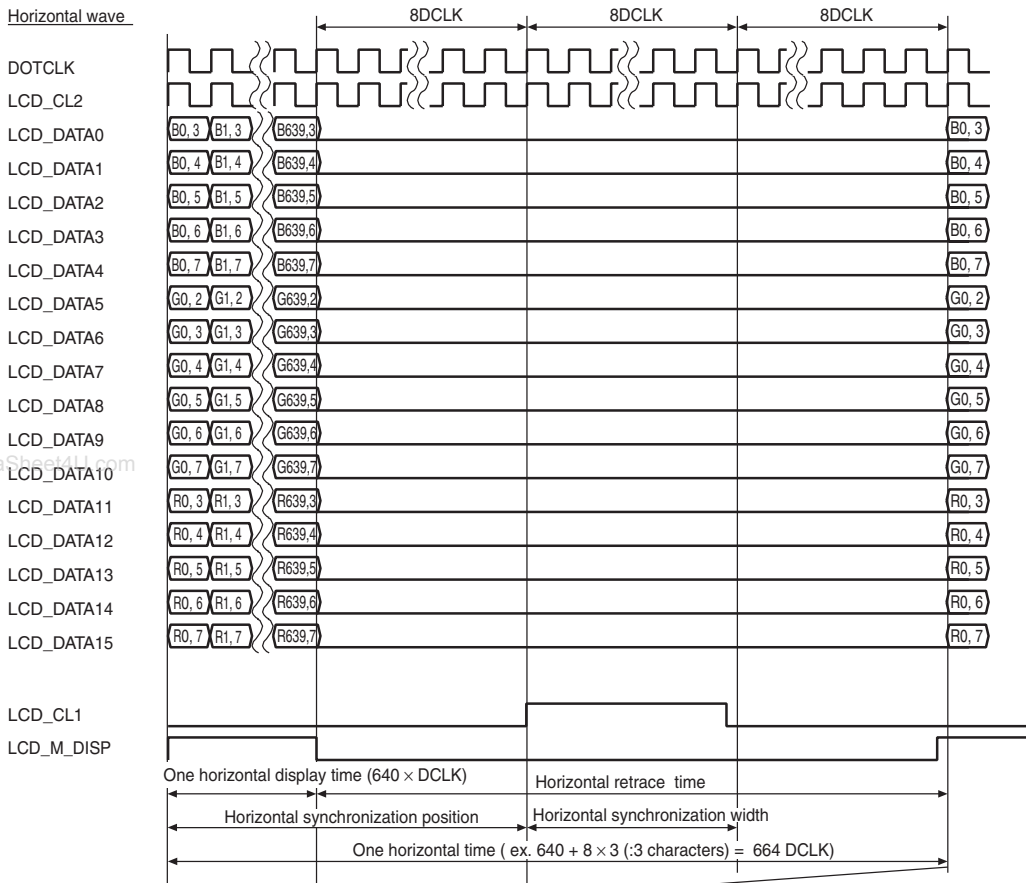 Horizontal wave
8DCLK 8DCLK 8DCLK
DOTCLK
LCD_CL2
LCD_DATA0 B0, 3 B1, 3 B639,3 B0, 3
LCD_DATA1 B0, 4 B1, 4 B639,4 B0, 4
LCD_DATA2 B0, 5 B1, 5 B639,5 B0, 5
LCD_DATA3 B0, 6 B1, 6 B639,6 B0, 6
LCD_DATA4 B0, 7 B1, 7 B639,7 B0, 7
LCD_DATA5 G0, 2 G1, 2 G639,2 G0, 2
LCD_DATA6 G0, 3 G1, 3 G639,3 G0, 3
LCD_DATA7 G0, 4 G1, 4 G639,4 G0, 4
LCD_DATA8 G0, 5 G1, 5 G639,5 G0, 5
LCD_DATA9 G0, 6 G1, 6 G639,6 G0, 6
aSheet4U.com
LCD_DATA10 G0, 7 G1, 7 G639,7 G0, 7
LCD_DATA11 R0, 3 R1, 3 R639,3 R0, 3
LCD_DATA12 R0, 4 R1, 4 R639,4 R0, 4
LCD_DATA13 R0, 5 R1, 5 R639,5 R0, 5
LCD_DATA14 R0, 6 R1, 6 R639,6 R0, 6
LCD_DATA15 R0, 7 R1, 7 R639,7 R0, 7
LCD_CL1
LCD_M_DISP
One horizontal display time (640 × DCLK)
Horizontal retrace time
Horizontal synchronization position Horizontal synchronization width
One horizontal time ( ex. 640 + 8 × 3 (:3 characters) = 664 DCLK)